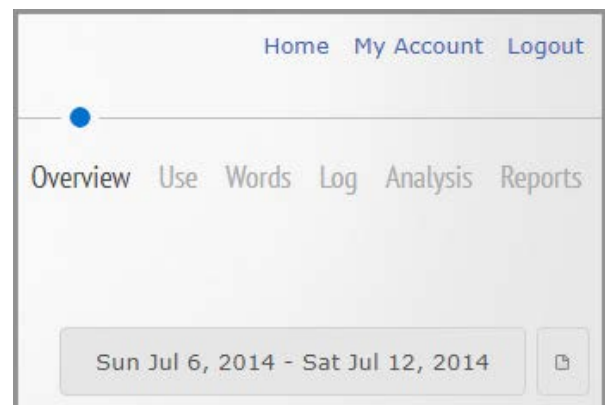 Home My Account Logout
Overview Use Words Log Analysis Reports
Sun Jul 6, 2014 - Sat Jul 12, 2014